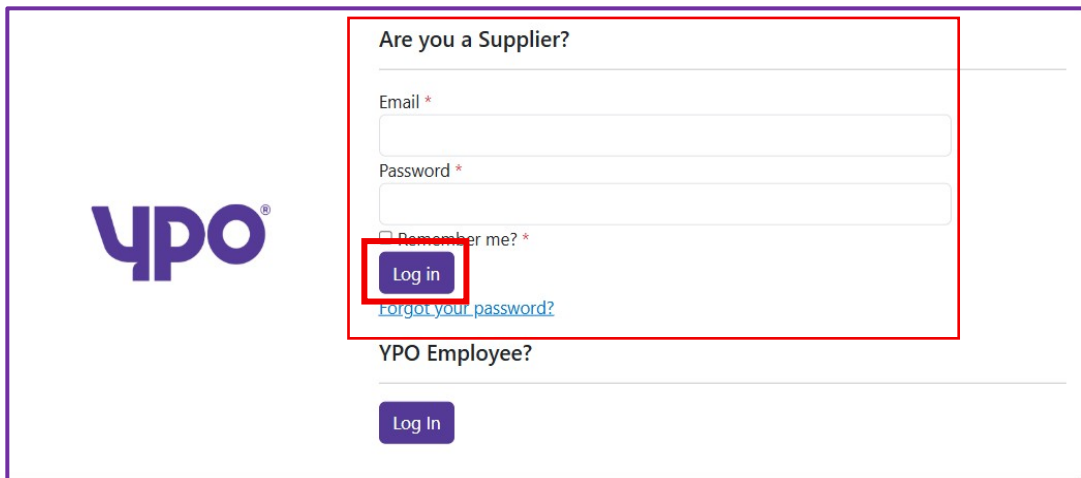 Are you a Supplier?
Email *
Password *
ypo®
Remember me? *
Log in
Forgot your password?
YPO Employee?
Log In